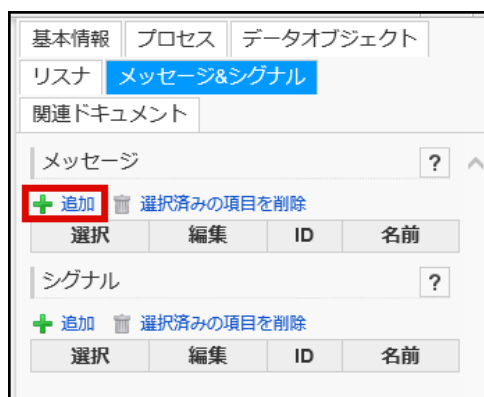 基本情報 プロセス データオブジェクト
リスナ メッセージ&シグナル
関連ドキュメント
メッセージ ?
追加 選択済みの項目を削除
選択 編集 ID 名前
シグナル ?
追加 選択済みの項目を削除
選択 編集 ID 名前